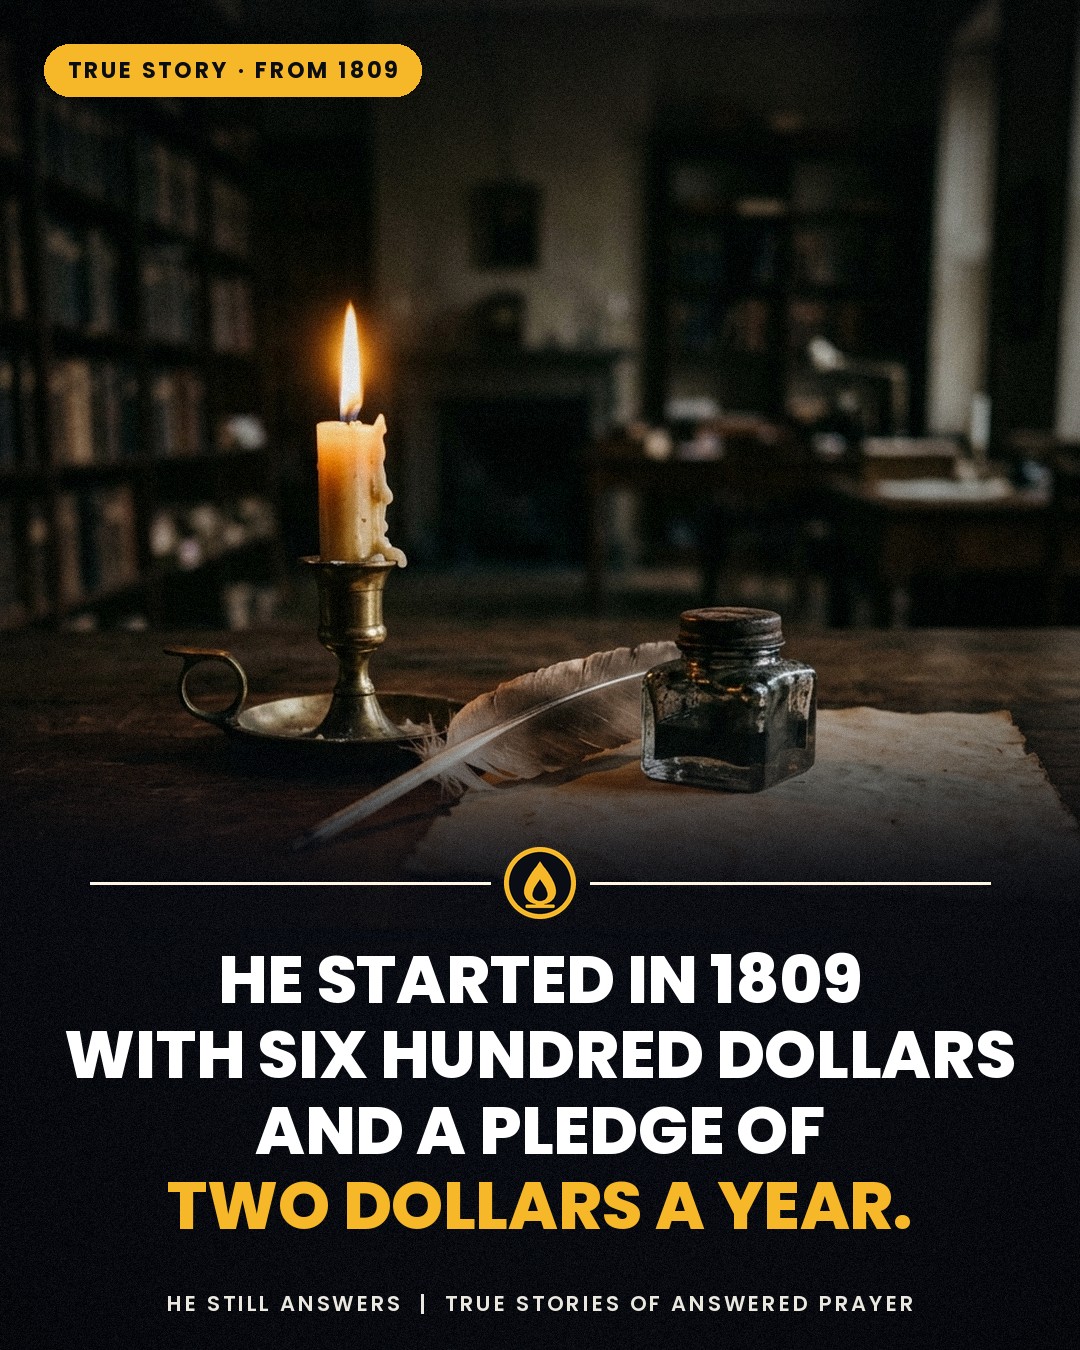 TRUE STORY · FROM 1809
HE STARTED IN 1809
WITH SIX HUNDRED DOLLARS
AND A PLEDGE OF
TWO DOLLARS A YEAR.
HE STILL ANSWERS | TRUE STORIES OF ANSWERED PRAYER